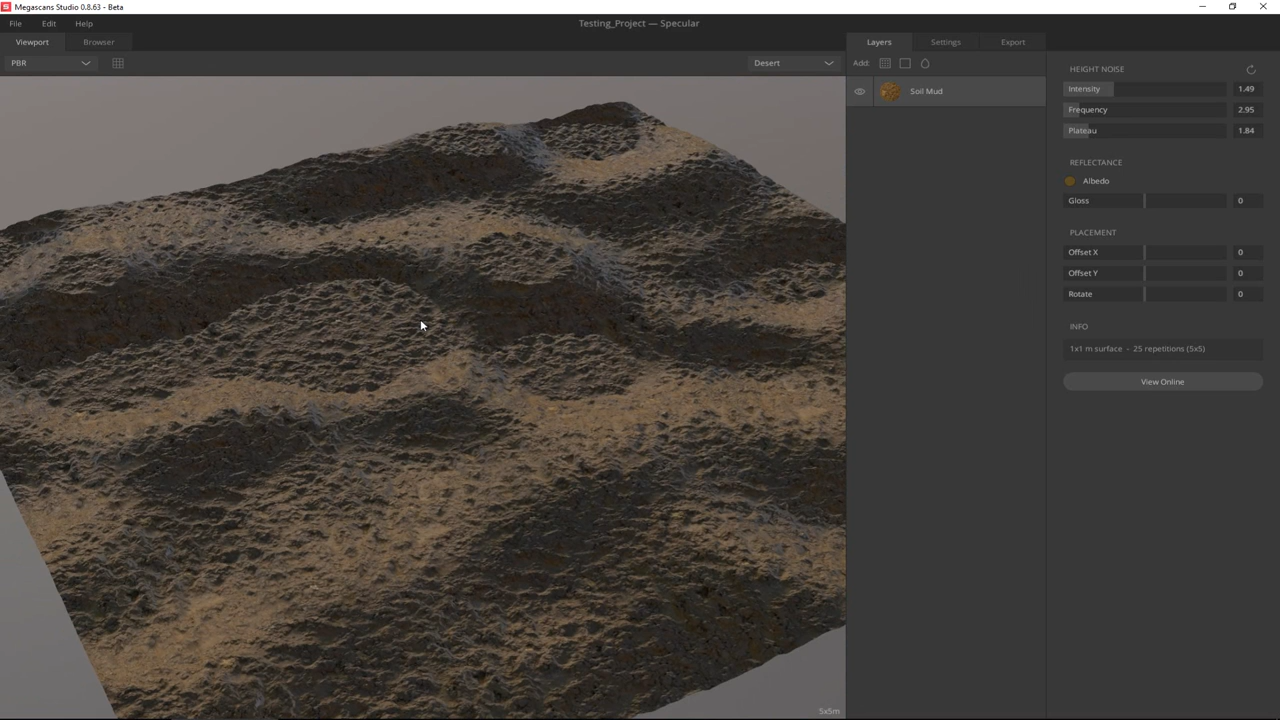 Megascans Studio 0.8.63 - Beta
File Edit Help
Testing_Project — Specular
Viewport Browser
Layers Settings Export
PBR
Desert
Add:
Soil Mud
HEIGHT NOISE
Intensity 1.49
Frequency 2.95
Plateau 1.84
REFLECTANCE
Albedo
Gloss 0
PLACEMENT
Offset X 0
Offset Y 0
Rotate 0
INFO
1x1 m surface - 25 repetitions (5x5)
View Online
5x5m